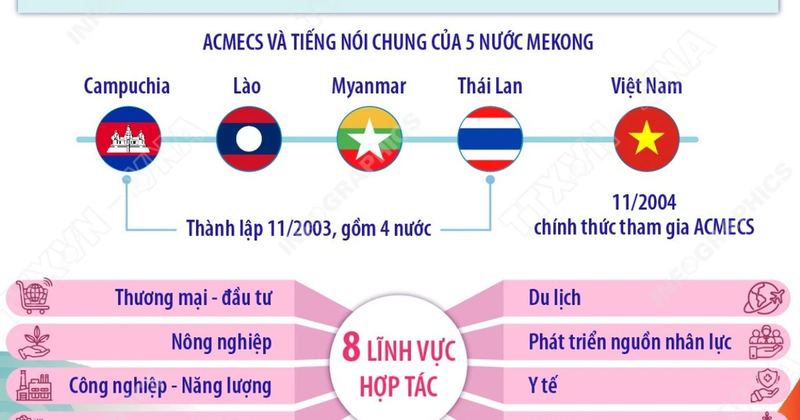 ACMECS VÀ TIẾNG NÓI CHUNG CỦA 5 NƯỚC MEKONG
Campuchia
Lào
Myanmar
Thái Lan
Việt Nam
Thành lập 11/2003, gồm 4 nước
11/2004
chính thức tham gia ACMECS
Thương mại - đầu tư
Nông nghiệp
Công nghiệp - Năng lượng
8 LĨNH VỰC
HỢP TÁC
Du lịch
Phát triển nguồn nhân lực
Y tế